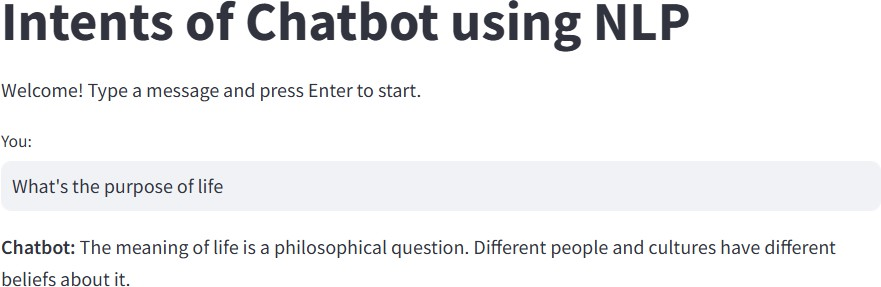 Intents of Chatbot using NLP
Welcome! Type a message and press Enter to start.
You:
What's the purpose of life
Chatbot: The meaning of life is a philosophical question. Different people and cultures have different
beliefs about it.